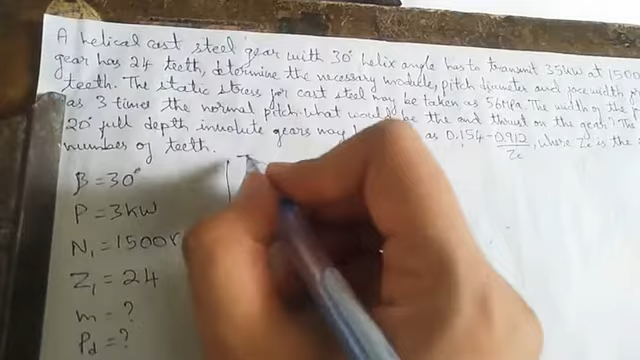 A helical cast steel gear with 30° helix angle has to transmit 35kW at 1500
gear has 24 teeth, determine the necessary module, pitch diameter and face width
teeth. The static stress for cast steel may be taken as 56MPa. The width of the
as 3 times the normal pitch. what would be the end thrust on the gear? The
20° full depth involute gears may as 0.154-0.912/Ze, where Ze is the
number of teeth.
β=30°
P=3kW
N₁=1500r
Z₁=24
m=?
Pd=?